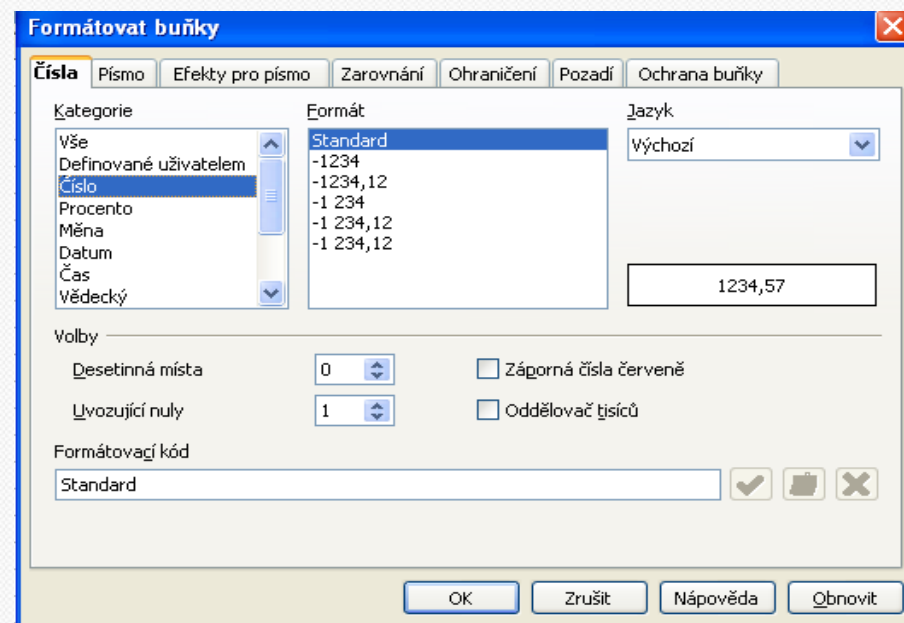 Formátovat buňky
Čísla Písmo Efekty pro písmo Zarovnání Ohraničení Pozadí Ochrana buňky
Kategorie Formát Jazyk
Vše
Definované uživatelem
Číslo
Procento
Měna
Datum
Čas
Vědecký
Standard
-1234
-1234,12
-1 234
-1 234,12
-1 234,12
Výchozí
1234,57
Volby
Desetinná místa 0 Záporná čísla červeně
Uvozující nuly 1 Oddělovač tisíců
Formátovací kód
Standard
OK Zrušit Nápověda Obnovit